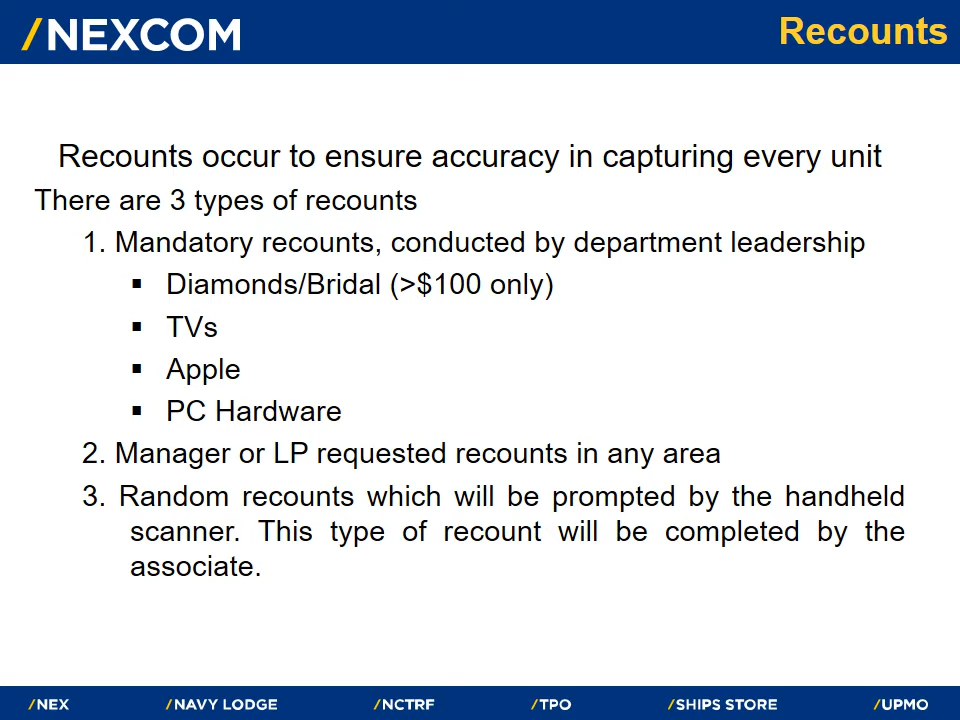 /NEXCOM
Recounts
Recounts occur to ensure accuracy in capturing every unit
There are 3 types of recounts
1. Mandatory recounts, conducted by department leadership
▪ Diamonds/Bridal (>$100 only)
▪ TVs
▪ Apple
▪ PC Hardware
2. Manager or LP requested recounts in any area
3. Random recounts which will be prompted by the handheld
scanner. This type of recount will be completed by the
associate.
/NEX /NAVY LODGE /NCTRF /TPO /SHIPS STORE /UPMO